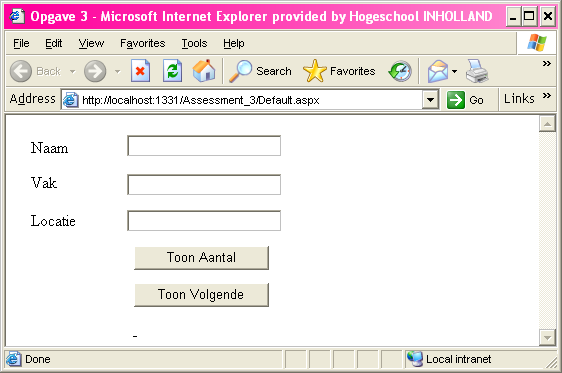 Opgave 3 - Microsoft Internet Explorer provided by Hogeschool INHOLLAND
File Edit View Favorites Tools Help
Back Search Favorites »
Address http://localhost:1331/Assessment_3/Default.aspx Go Links »
Naam
Vak
Locatie
Toon Aantal
Toon Volgende
-
Done Local intranet